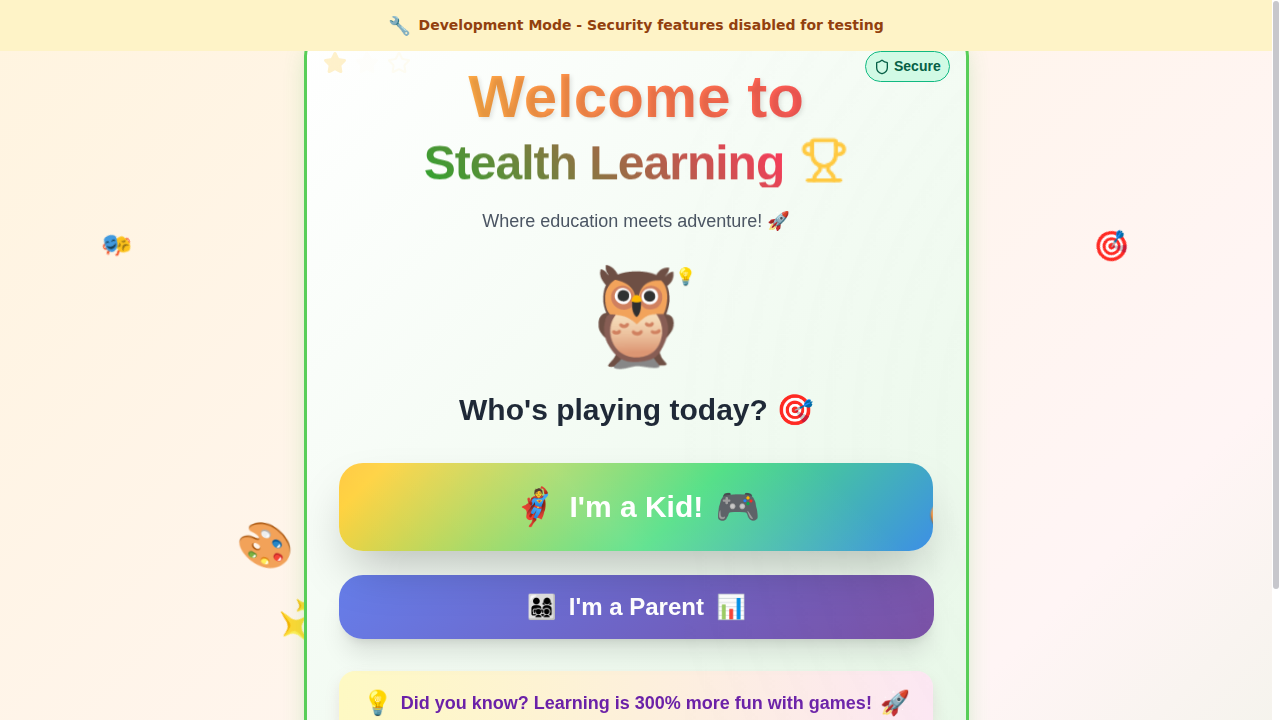 🔧 Development Mode - Security features disabled for testing
Secure
Welcome to
Stealth Learning
Where education meets adventure! 🚀
Who's playing today? 🎯
🦸 I'm a Kid! 🎮
👨‍👩‍👧‍👦 I'm a Parent 📊
💡 Did you know? Learning is 300% more fun with games! 🚀